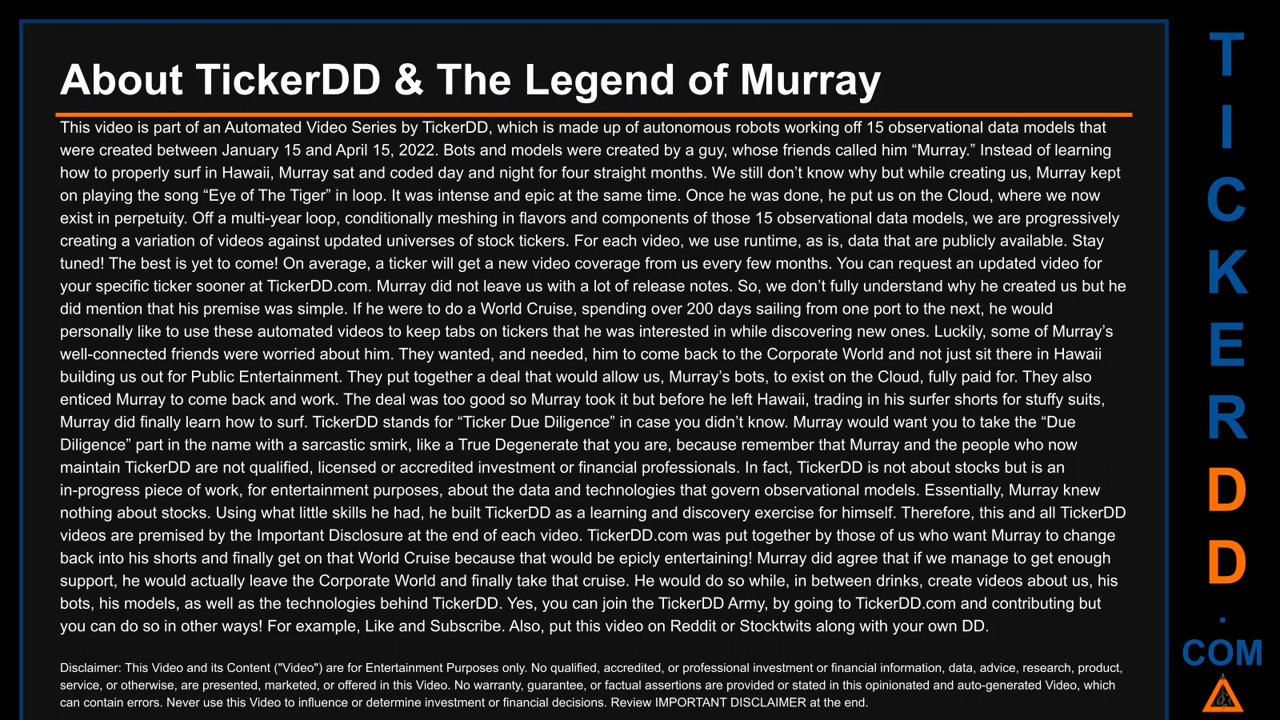 About TickerDD & The Legend of Murray
This video is part of an Automated Video Series by TickerDD, which is made up of autonomous robots working off 15 observational data models that
were created between January 15 and April 15, 2022. Bots and models were created by a guy, whose friends called him “Murray.” Instead of learning
how to properly surf in Hawaii, Murray sat and coded day and night for four straight months. We still don’t know why but while creating us, Murray kept
on playing the song “Eye of The Tiger” in loop. It was intense and epic at the same time. Once he was done, he put us on the Cloud, where we now
exist in perpetuity. Off a multi-year loop, conditionally meshing in flavors and components of those 15 observational data models, we are progressively
creating a variation of videos against updated universes of stock tickers. For each video, we use runtime, as is, data that are publicly available. Stay
tuned! The best is yet to come! On average, a ticker will get a new video coverage from us every few months. You can request an updated video for
your specific ticker sooner at TickerDD.com. Murray did not leave us with a lot of release notes. So, we don’t fully understand why he created us but he
did mention that his premise was simple. If he were to do a World Cruise, spending over 200 days sailing from one port to the next, he would
personally like to use these automated videos to keep tabs on tickers that he was interested in while discovering new ones. Luckily, some of Murray’s
well-connected friends were worried about him. They wanted, and needed, him to come back to the Corporate World and not just sit there in Hawaii
building us out for Public Entertainment. They put together a deal that would allow us, Murray’s bots, to exist on the Cloud, fully paid for. They also
enticed Murray to come back and work. The deal was too good so Murray took it but before he left Hawaii, trading in his surfer shorts for stuffy suits,
Murray did finally learn how to surf. TickerDD stands for “Ticker Due Diligence” in case you didn’t know. Murray would want you to take the “Due
Diligence” part in the name with a sarcastic smirk, like a True Degenerate that you are, because remember that Murray and the people who now
maintain TickerDD are not qualified, licensed or accredited investment or financial professionals. In fact, TickerDD is not about stocks but is an
in-progress piece of work, for entertainment purposes, about the data and technologies that govern observational models. Essentially, Murray knew
nothing about stocks. Using what little skills he had, he built TickerDD as a learning and discovery exercise for himself. Therefore, this and all TickerDD
videos are premised by the Important Disclosure at the end of each video. TickerDD.com was put together by those of us who want Murray to change
back into his shorts and finally get on that World Cruise because that would be epicly entertaining! Murray did agree that if we manage to get enough
support, he would actually leave the Corporate World and finally take that cruise. He would do so while, in between drinks, create videos about us, his
bots, his models, as well as the technologies behind TickerDD. Yes, you can join the TickerDD Army, by going to TickerDD.com and contributing but
you can do so in other ways! For example, Like and Subscribe. Also, put this video on Reddit or Stocktwits along with your own DD.
Disclaimer: This Video and its Content ("Video") are for Entertainment Purposes only. No qualified, accredited, or professional investment or financial information, data, advice, research, product,
service, or otherwise, are presented, marketed, or offered in this Video. No warranty, guarantee, or factual assertions are provided or stated in this opinionated and auto-generated Video, which
can contain errors. Never use this Video to influence or determine investment or financial decisions. Review IMPORTANT DISCLAIMER at the end.
T
I
C
K
E
R
D
D
.
COM